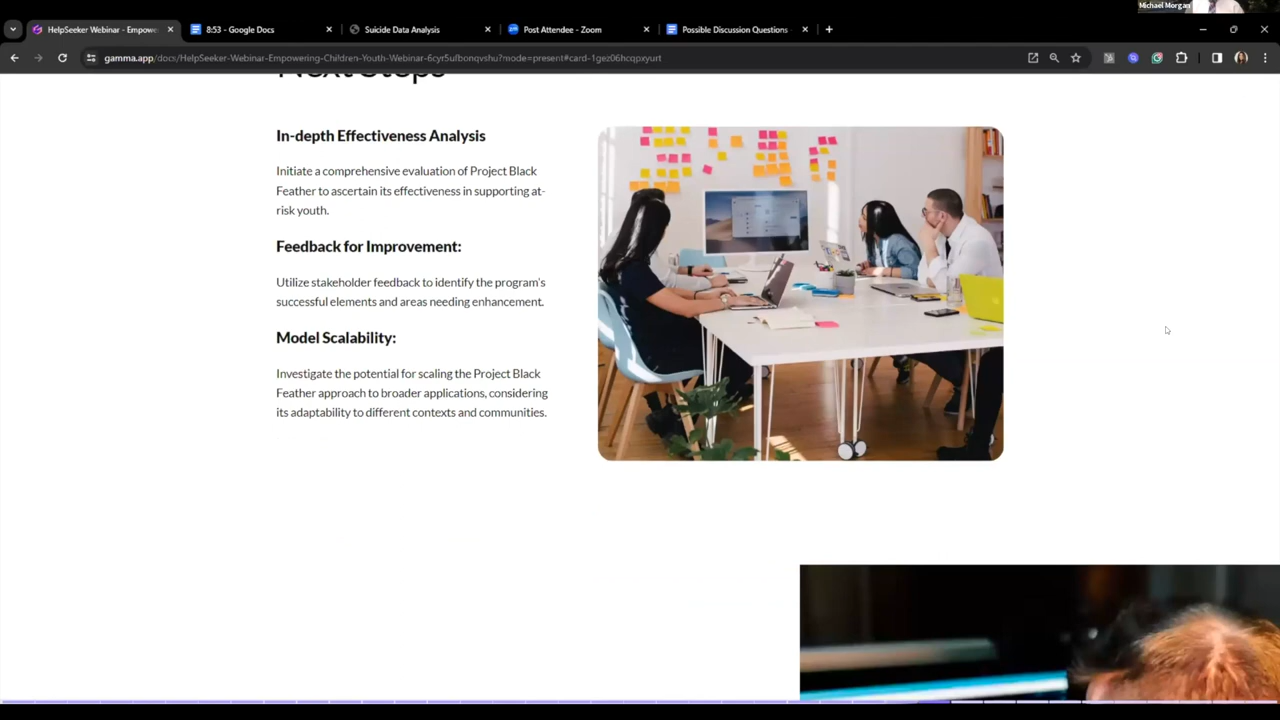 Michael Morgan
HelpSeeker Webinar - Empowe
8:53 - Google Docs
Suicide Data Analysis
Post Attendee - Zoom
Possible Discussion Questions
gamma.app/docs/HelpSeeker-Webinar-Empowering-Children-Youth-Webinar-6cyr5ufbonqvshu?mode=present#card-1gez06hcqpxyurt
Next Steps
In-depth Effectiveness Analysis
Initiate a comprehensive evaluation of Project Black
Feather to ascertain its effectiveness in supporting at-
risk youth.
Feedback for Improvement:
Utilize stakeholder feedback to identify the program's
successful elements and areas needing enhancement.
Model Scalability:
Investigate the potential for scaling the Project Black
Feather approach to broader applications, considering
its adaptability to different contexts and communities.